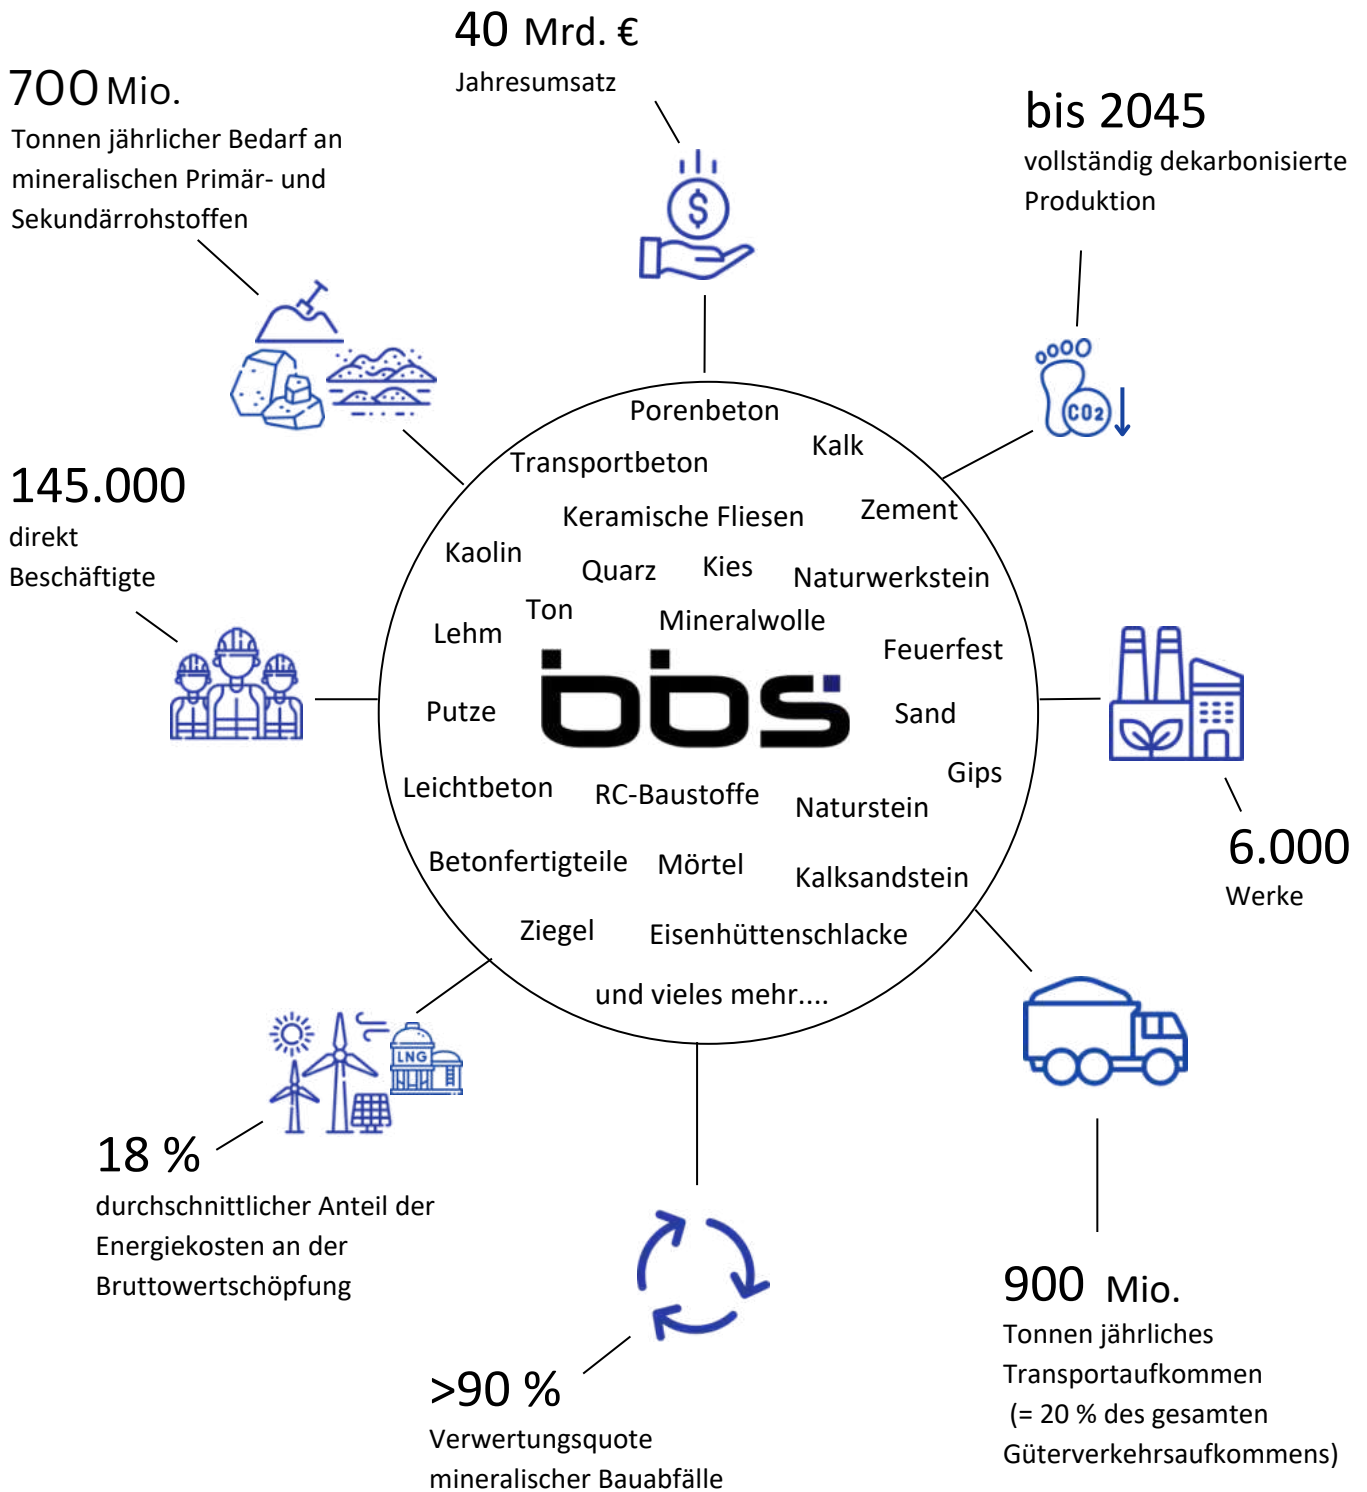 40 Mrd. €
Jahresumsatz
700 Mio.
Tonnen jährlicher Bedarf an
mineralischen Primär- und
Sekundärrohstoffen
bis 2045
vollständig dekarbonisierte
Produktion
$
CO2
145.000
direkt
Beschäftigte
Porenbeton
Kalk
Transportbeton
Keramische Fliesen
Zement
Kaolin
Quarz
Kies
Naturwerkstein
Ton
Mineralwolle
Lehm
Feuerfest
Putze
bbs
Sand
Gips
Leichtbeton
RC-Baustoffe
Naturstein
Betonfertigteile
Mörtel
Kalksandstein
Ziegel
Eisenhüttenschlacke
und vieles mehr....
6.000
Werke
LNG
18 %
durchschnittlicher Anteil der
Energiekosten an der
Bruttowertschöpfung
>90 %
Verwertungsquote
mineralischer Bauabfälle
900 Mio.
Tonnen jährliches
Transportaufkommen
(= 20 % des gesamten
Güterverkehrsaufkommens)